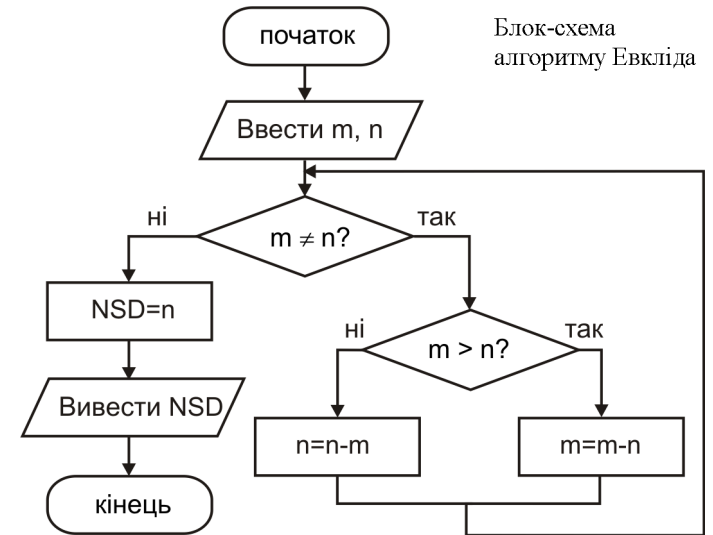 Блок-схема
алгоритму Евкліда
початок
Ввести m, n
m ≠ n?
ні
так
NSD=n
m > n?
ні
так
Вивести NSD
n=n-m
m=m-n
кінець